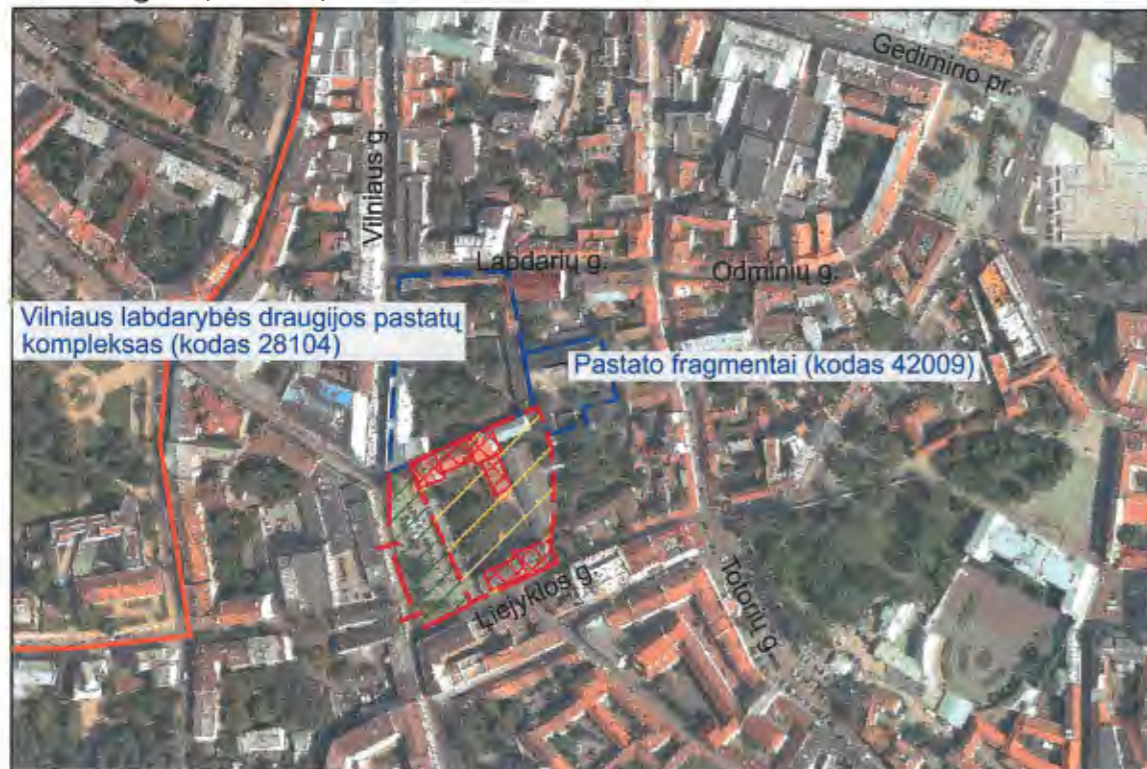 Gedimino pr.
Vilniaus g.
Labdarių g.
Odminių g.
Vilniaus labdarybės draugijos pastatų
kompleksas (kodas 28104)
Pastato fragmentai (kodas 42009)
Liejyklos g.
Totorių g.